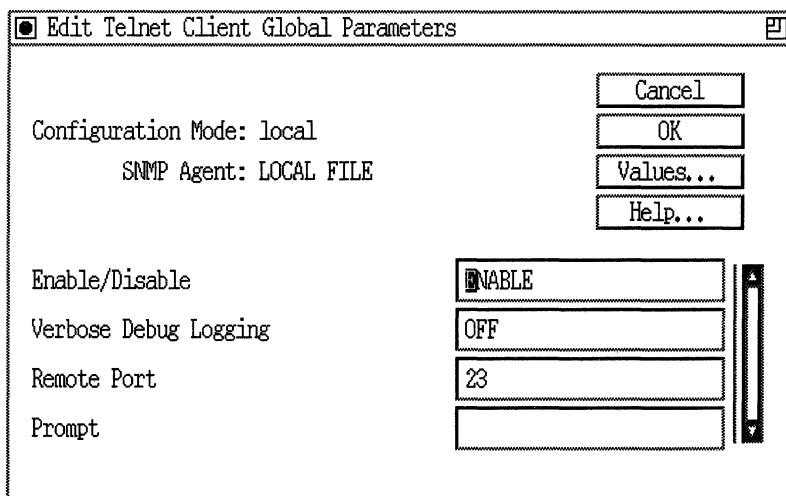 Edit Telnet Client Global Parameters
Cancel
Configuration Mode: local
OK
SNMP Agent: LOCAL FILE
Values...
Help...
Enable/Disable
ENABLE
Verbose Debug Logging
OFF
Remote Port
23
Prompt